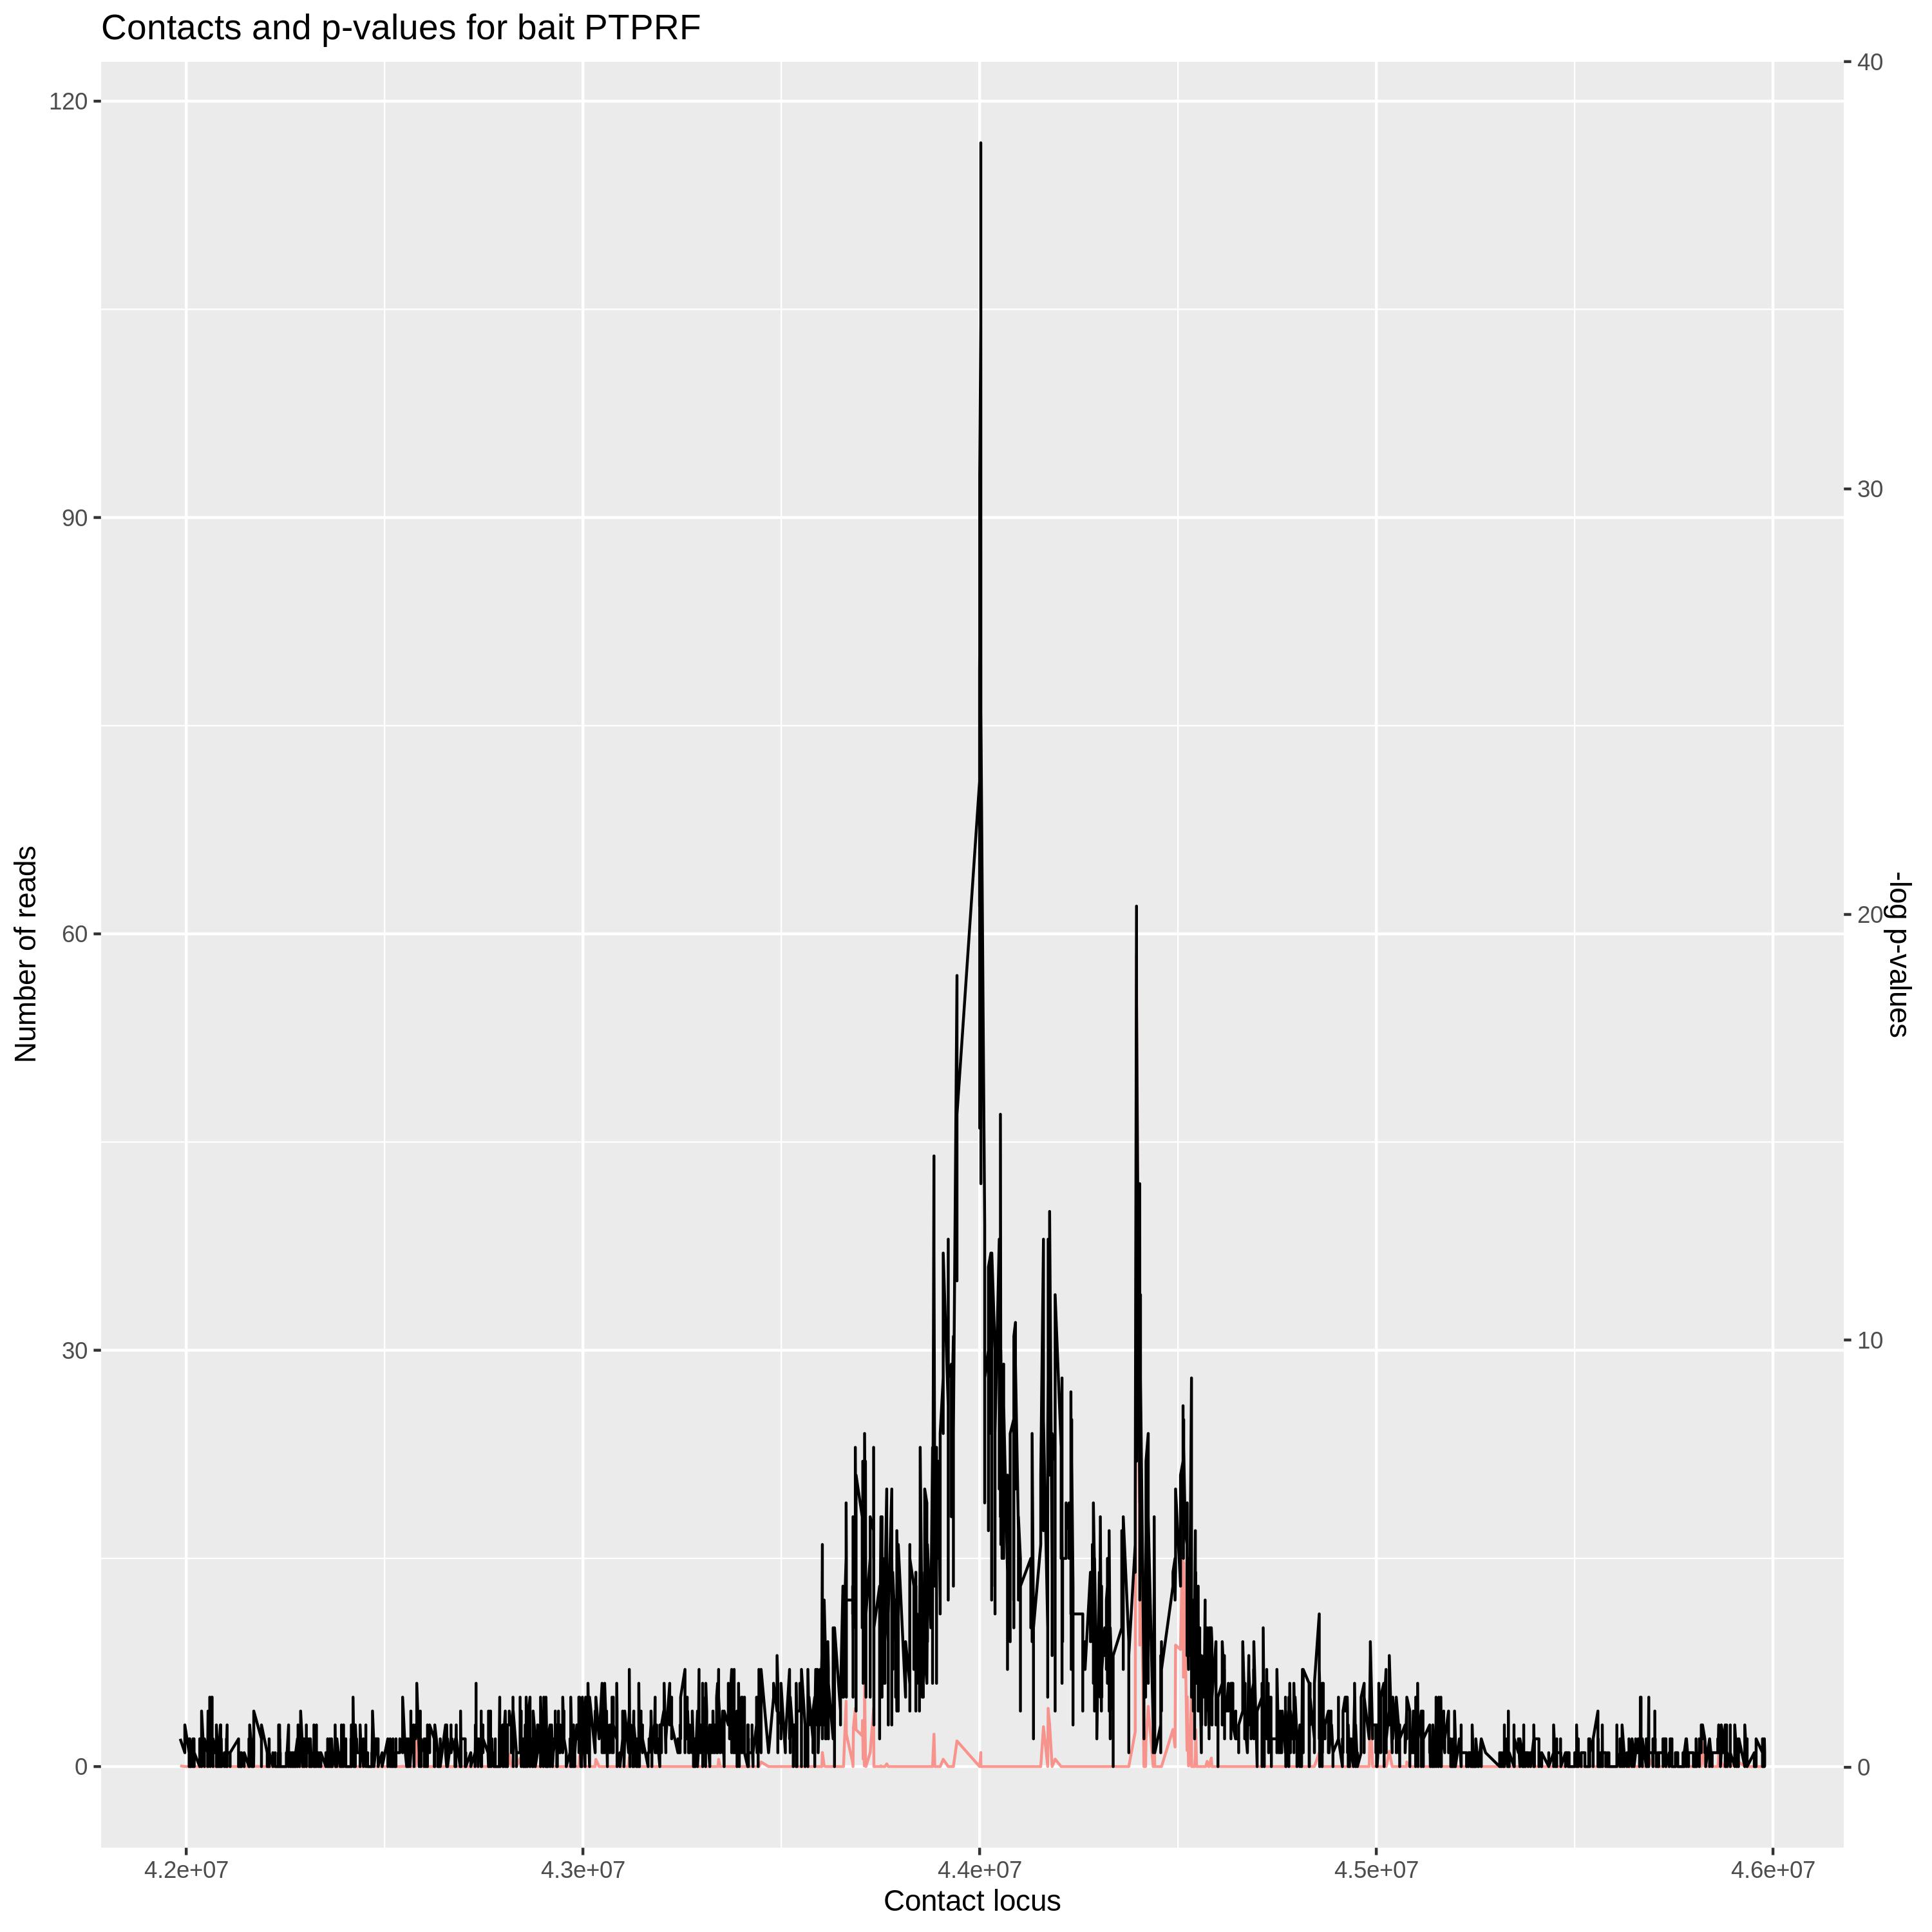 Contacts and p-values for bait PTPRF
120
90
60
30
0
Number of reads
40
30
20
10
0
-log p-values
4.2e+07
4.3e+07
4.4e+07
4.5e+07
4.6e+07
Contact locus